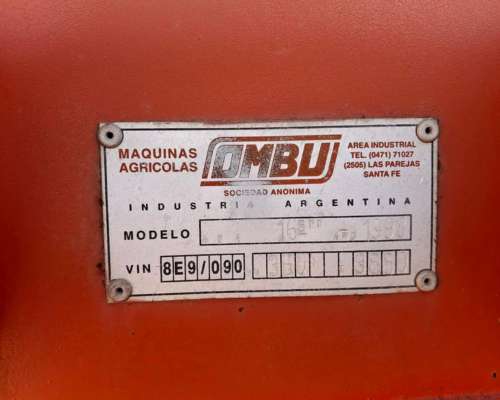 MAQUINAS AGRICOLAS
OMBU
SOCIEDAD ANONIMA
AREA INDUSTRIAL
TEL. (0471) 71027
(2505) LAS PAREJAS
SANTA FE
INDUSTRIA ARGENTINA
MODELO
VIN 8E9/090